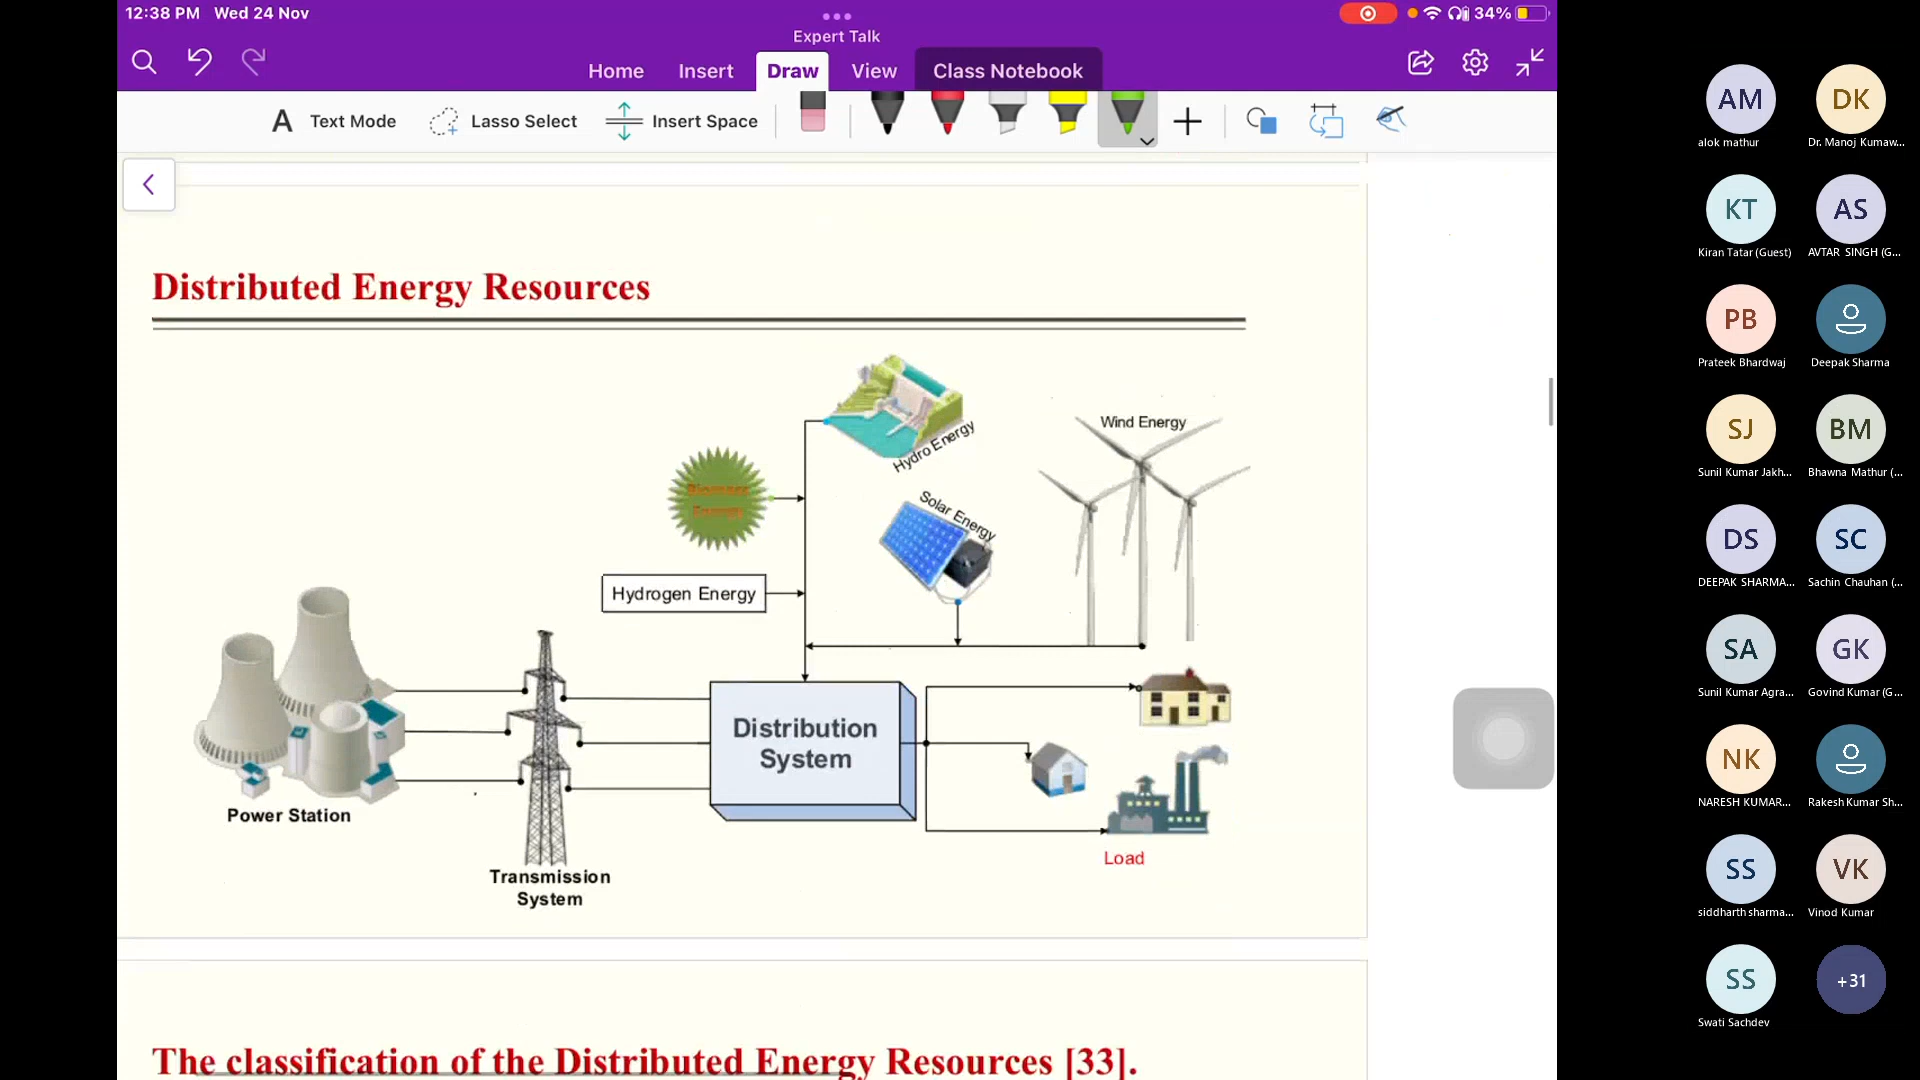 12:38 PM Wed 24 Nov
34%
Expert Talk
Home Insert Draw View Class Notebook
A Text Mode Lasso Select Insert Space
Distributed Energy Resources
Hydro Energy
Wind Energy
Biomass
Energy
Solar Energy
Hydrogen Energy
Distribution
System
Power Station
Load
Transmission
System
The classification of the Distributed Energy Resources [33].
AM
alok mathur
DK
Dr. Manoj Kumaw...
KT
Kiran Tatar (Guest)
AS
AVTAR SINGH (G...
PB
Prateek Bhardwaj
Deepak Sharma
SJ
Sunil Kumar Jakh...
BM
Bhawna Mathur (...
DS
DEEPAK SHARMA...
SC
Sachin Chauhan (...
SA
Sunil Kumar Agra...
GK
Govind Kumar (G...
NK
NARESH KUMAR...
Rakesh Kumar Sh...
SS
siddharth sharma...
VK
Vinod Kumar
SS
Swati Sachdev
+31